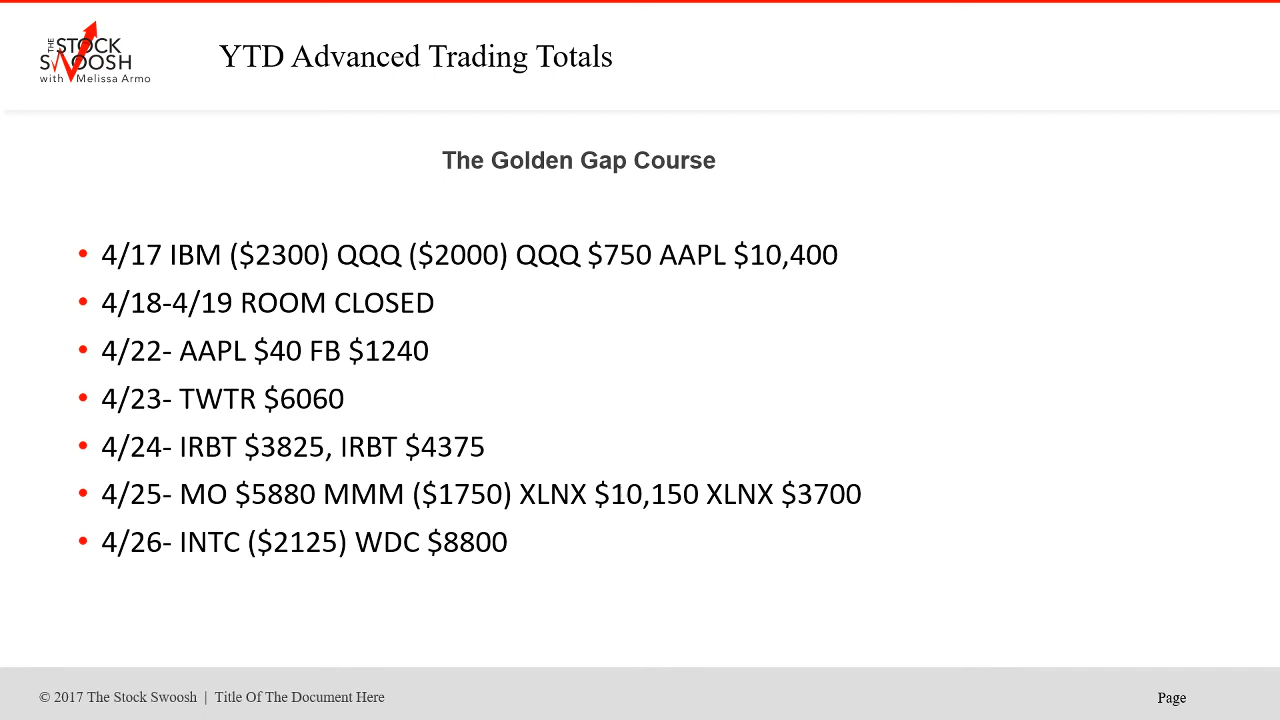 THE STOCK
SWOOSH
with Melissa Armo
YTD Advanced Trading Totals
The Golden Gap Course
• 4/17 IBM ($2300) QQQ ($2000) QQQ $750 AAPL $10,400
• 4/18-4/19 ROOM CLOSED
• 4/22- AAPL $40 FB $1240
• 4/23- TWTR $6060
• 4/24- IRBT $3825, IRBT $4375
• 4/25- MO $5880 MMM ($1750) XLNX $10,150 XLNX $3700
• 4/26- INTC ($2125) WDC $8800
© 2017 The Stock Swoosh | Title Of The Document Here
Page